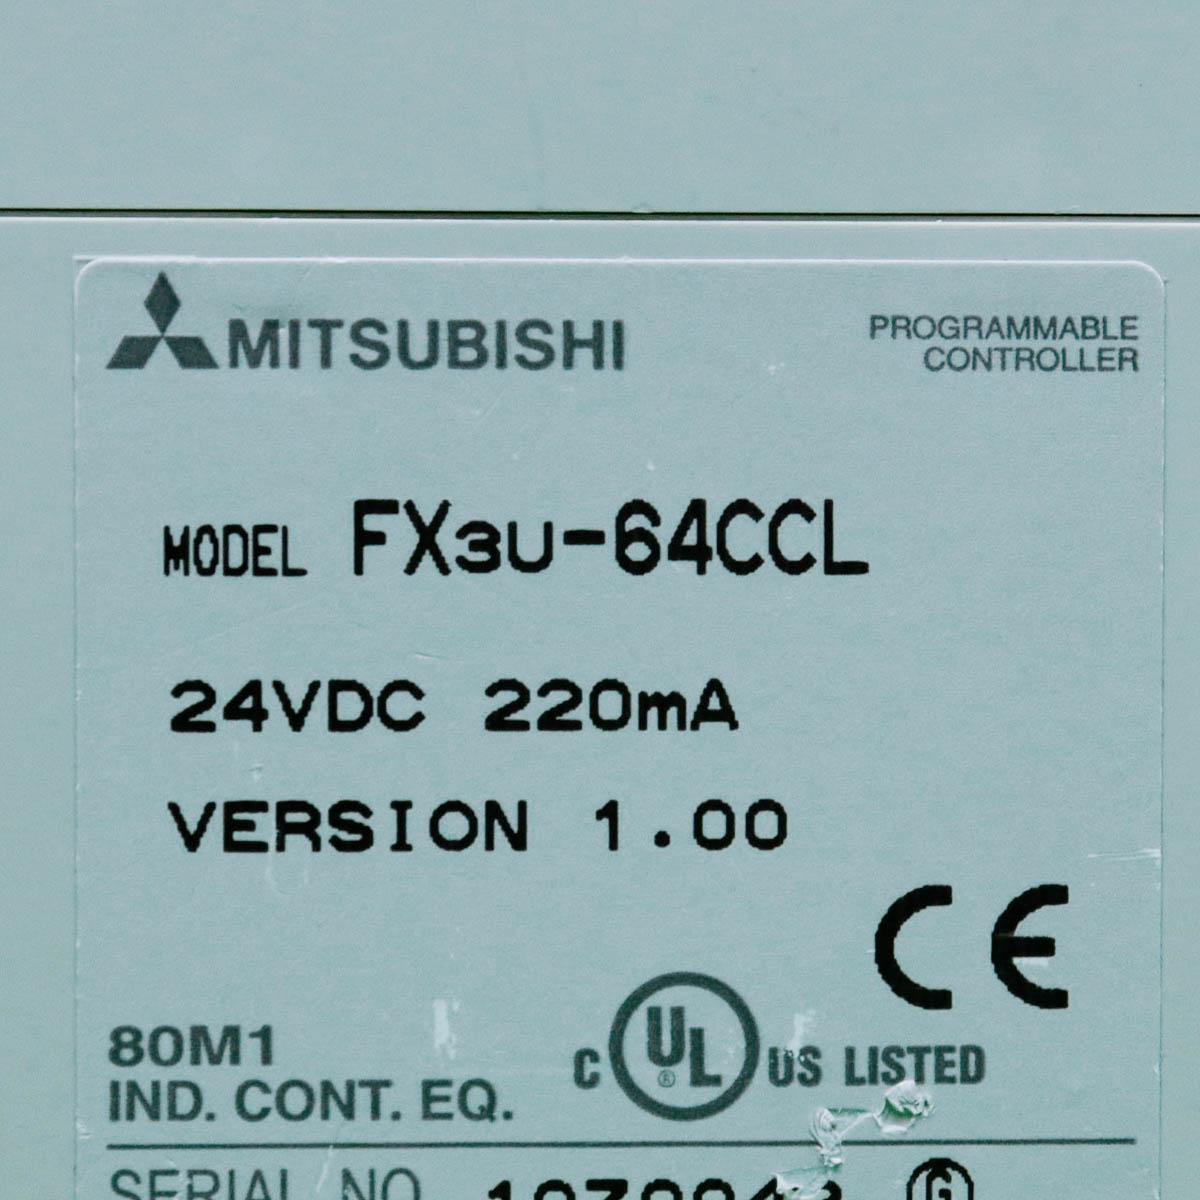 MITSUBISHI
PROGRAMMABLE
CONTROLLER
MODEL FX3U-64CCL
24VDC 220mA
VERSION 1.00
CE
80M1
IND. CONT. EQ.
C UL ® US LISTED
SERIAL NO